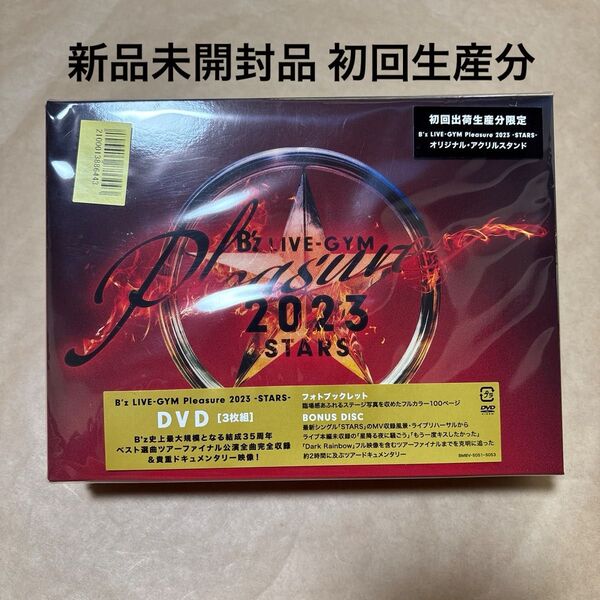 新品未開封品 初回生産分
初回出荷生産分限定
B'z LIVE-GYM Pleasure 2023 -STARS-
オリジナル・アクリルスタンド
2100013886443
B'z LIVE-GYM
Pleasure
2023
STARS
B'z LIVE-GYM Pleasure 2023 -STARS-
DVD [3枚組]
B'z史上最大規模となる結成35周年
ベスト選曲ツアーファイナル公演全曲完全収録
&貴重ドキュメンタリー映像!
フォトブックレット
臨場感あふれるステージ写真を収めたフルカラー100ページ
BONUS DISC
最新シングル「STARS」のMV収録風景・ライブリハーサルから
ライブ本編未収録の「星降る夜に騒ごう」「もう一度キスしたかった」
「Dark Rainbow」フル映像を含むツアーファイナルまでを克明に追った
約2時間に及ぶツアードキュメンタリー
DVD
BMBV-5051~5053